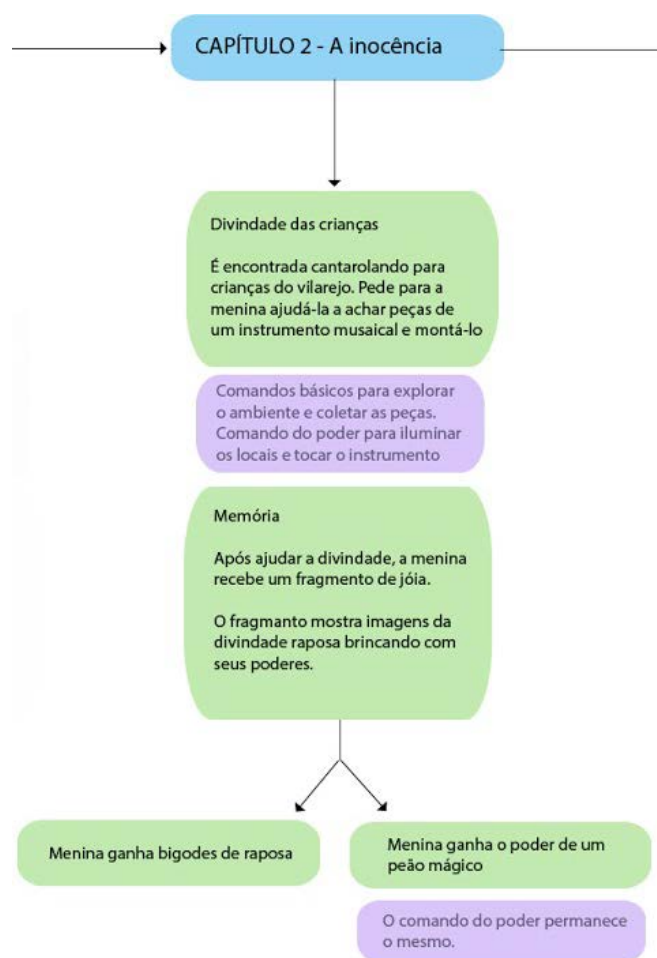 CAPÍTULO 2 - A inocência
Divindade das crianças
É encontrada cantarolando para
crianças do vilarejo. Pede para a
menina ajudá-la a achar peças de
um instrumento musaical e montá-lo
Comandos básicos para explorar
o ambiente e coletar as peças.
Comando do poder para iluminar
os locais e tocar o instrumento
Memória
Após ajudar a divindade, a menina
recebe um fragmento de jóia.
O fragmanto mostra imagens da
divindade raposa brincando com
seus poderes.
Menina ganha bigodes de raposa
Menina ganha o poder de um
peão mágico
O comando do poder permanece
o mesmo.